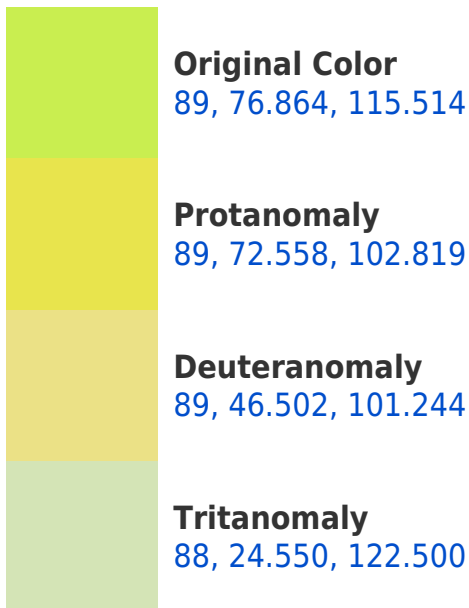 Original Color
89, 76.864, 115.514
Protanomaly
89, 72.558, 102.819
Deuteranomaly
89, 46.502, 101.244
Tritanomaly
88, 24.550, 122.500